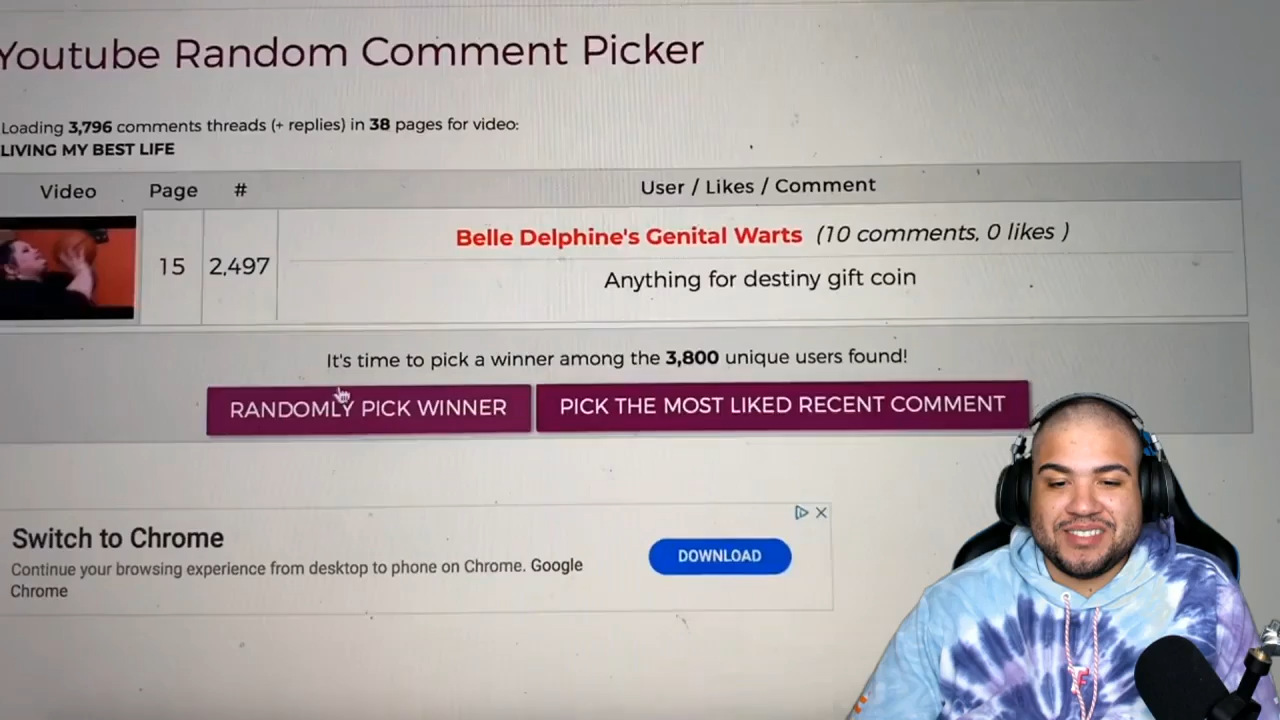 Youtube Random Comment Picker
Loading 3,796 comments threads (+ replies) in 38 pages for video:
LIVING MY BEST LIFE
Video Page # User / Likes / Comment
15 2,497 Belle Delphine's Genital Warts (10 comments, 0 likes )
Anything for destiny gift coin
It's time to pick a winner among the 3,800 unique users found!
RANDOMLY PICK WINNER PICK THE MOST LIKED RECENT COMMENT
Switch to Chrome
Continue your browsing experience from desktop to phone on Chrome. Google
Chrome
DOWNLOAD